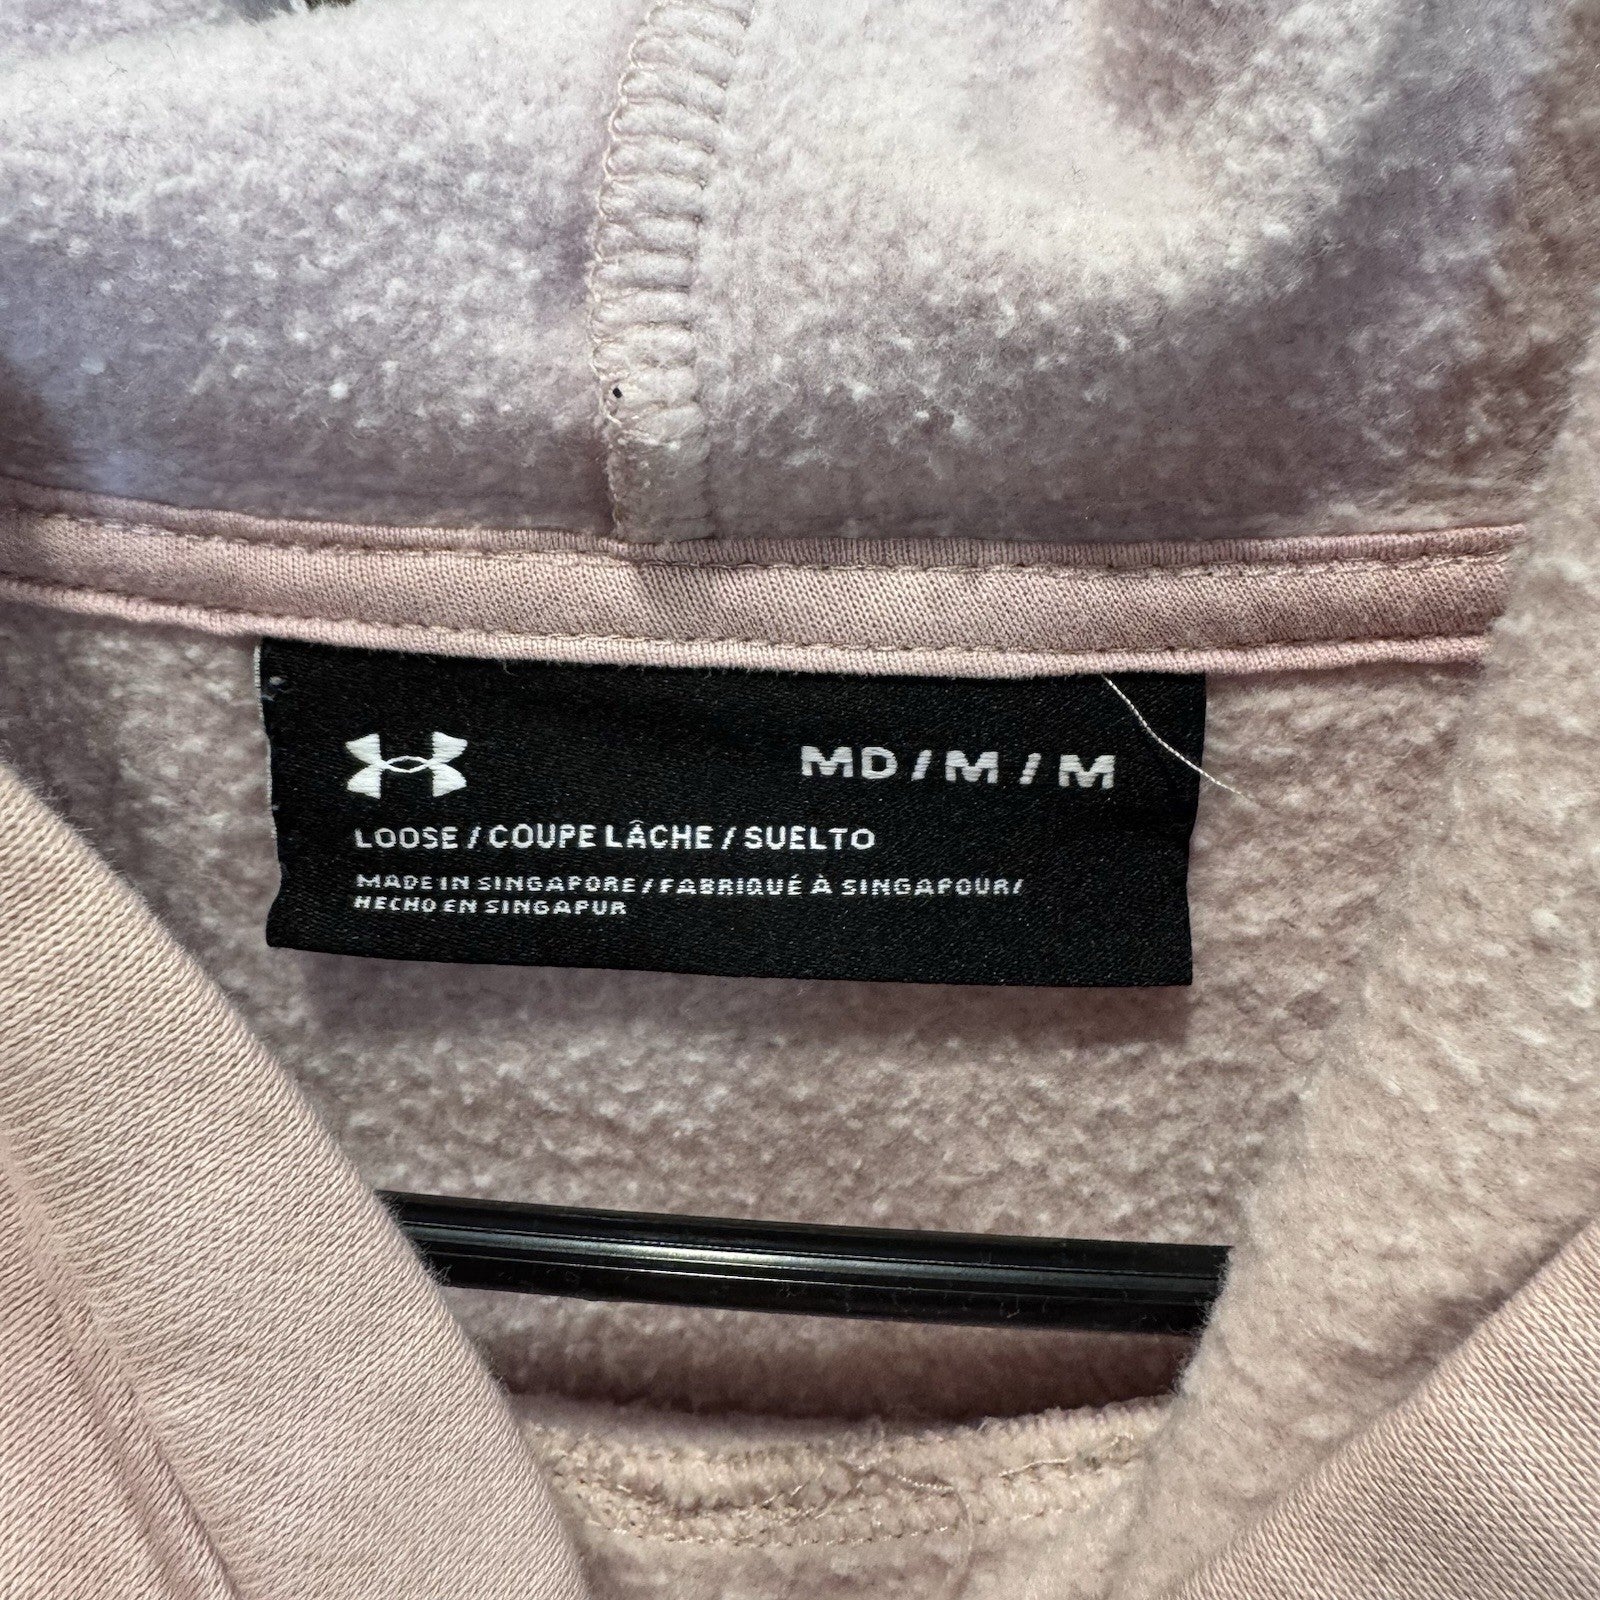 MD / M / M
LOOSE / COUPE LÂCHE / SUELTO
MADE IN SINGAPORE / FABRIQUÉ À SINGAPOUR /
HECHO EN SINGAPUR